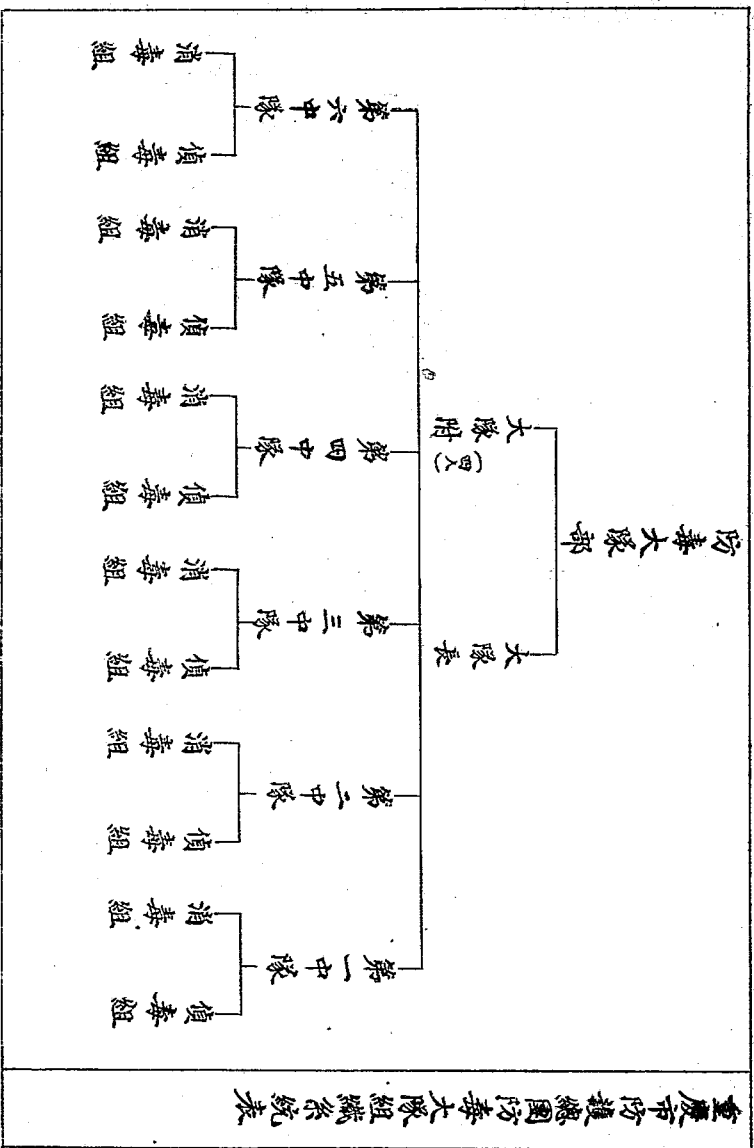 重慶市防護總團防毒大隊組織系統表
防毒大隊部
大隊長
大隊附(四人)
第一中隊
偵毒組
消毒組
第二中隊
偵毒組
消毒組
第三中隊
偵毒組
消毒組
第四中隊
偵毒組
消毒組
第五中隊
偵毒組
消毒組
第六中隊
偵毒組
消毒組